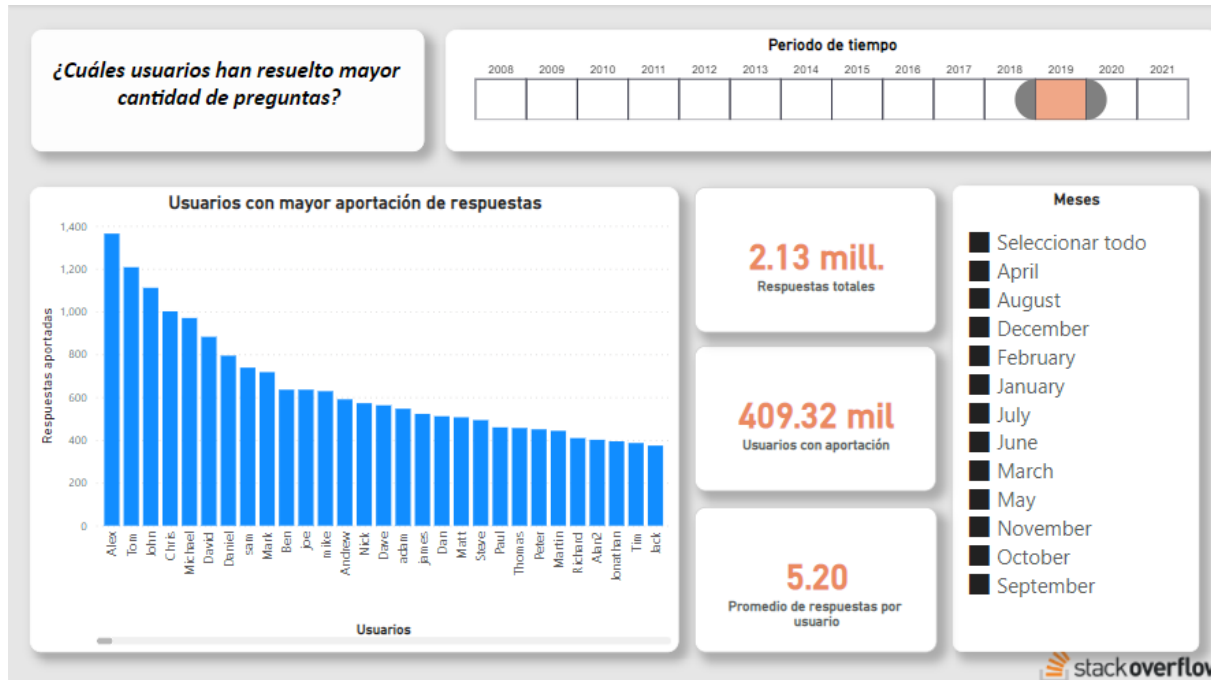 ¿Cuáles usuarios han resuelto mayor
cantidad de preguntas?
Periodo de tiempo
2008 2009 2010 2011 2012 2013 2014 2015 2016 2017 2018 2019 2020 2021
Usuarios con mayor aportación de respuestas
Respuestas aportadas
1,400
1,200
1,000
800
600
400
200
0
Alex
Tom
John
Chris
Michael
David
Daniel
sam
Mark
Ben
joe
mike
Andrew
Nick
Dave
adam
james
Dan
Matt
Steve
Paul
Thomas
Peter
Martin
Richard
Alan2
Jonathan
Tim
Jack
Usuarios
2.13 mill.
Respuestas totales
409.32 mil
Usuarios con aportación
5.20
Promedio de respuestas por
usuario
Meses
Seleccionar todo
April
August
December
February
January
July
June
March
May
November
October
September
stackoverflow